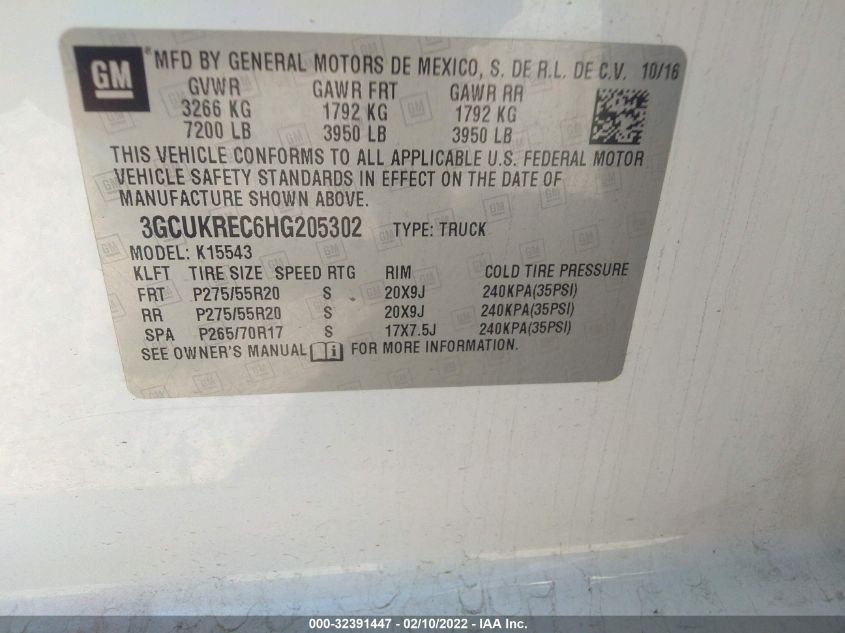 GM ® MFD BY GENERAL MOTORS DE MEXICO, S. DE R.L. DE C.V. 10/16
GVWR GAWR FRT GAWR RR
3266 KG 1792 KG 1792 KG
7200 LB 3950 LB 3950 LB
THIS VEHICLE CONFORMS TO ALL APPLICABLE U.S. FEDERAL MOTOR
VEHICLE SAFETY STANDARDS IN EFFECT ON THE DATE OF
MANUFACTURE SHOWN ABOVE.
3GCUKREC6HG205302 TYPE: TRUCK
MODEL: K15543
KLFT TIRE SIZE SPEED RTG RIM COLD TIRE PRESSURE
FRT P275/55R20 S 20X9J 240KPA(35PSI)
RR P275/55R20 S 20X9J 240KPA(35PSI)
SPA P265/70R17 S 17X7.5J 240KPA(35PSI)
SEE OWNER'S MANUAL i FOR MORE INFORMATION.
000-32391447 - 02/10/2022 - IAA Inc.